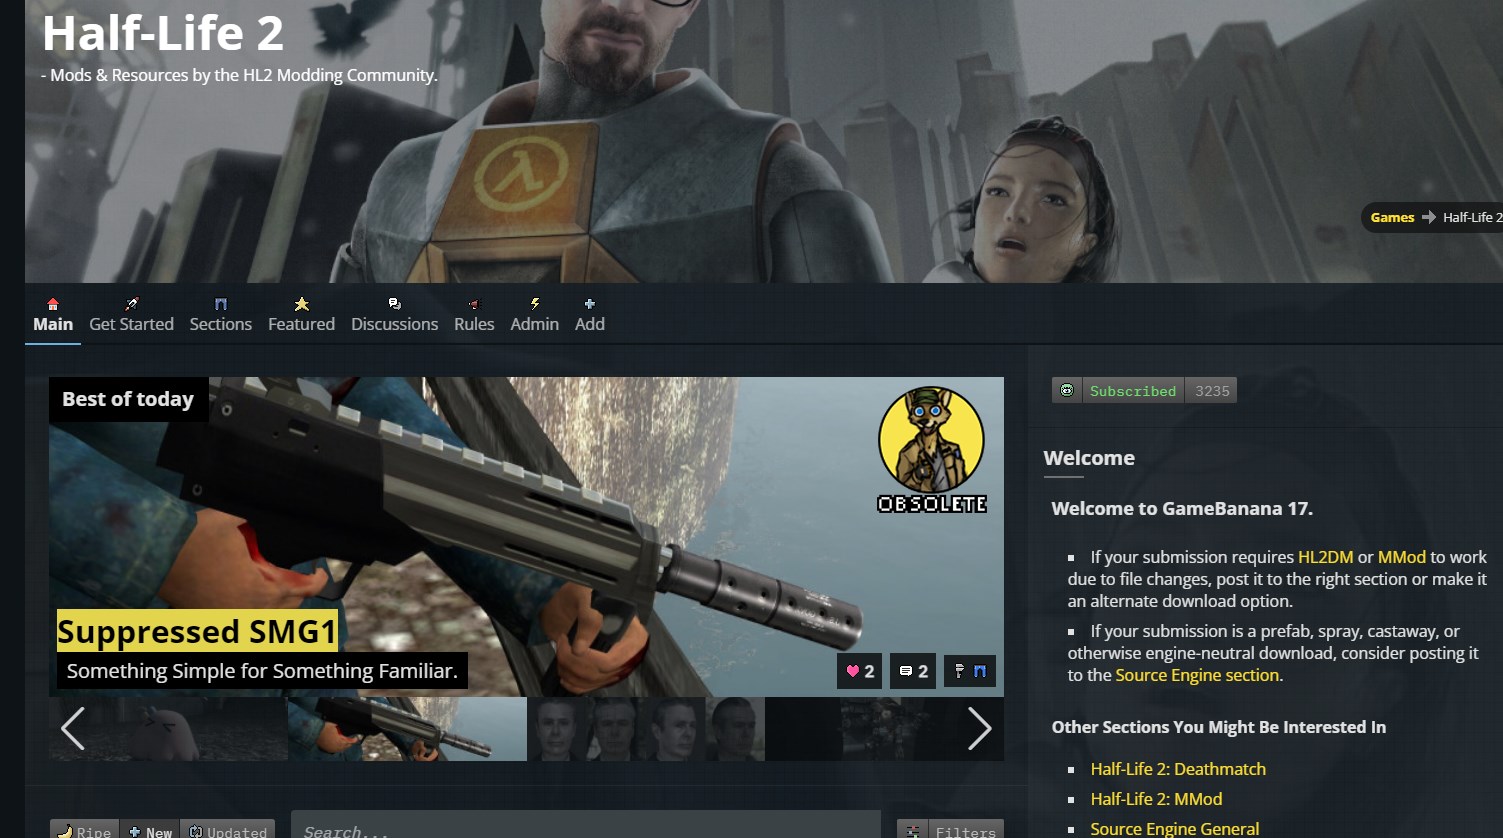 Half-Life 2
- Mods & Resources by the HL2 Modding Community.
Games Half-Life 2
Main Get Started Sections Featured Discussions Rules Admin Add
Best of today
OBSOLETE
Suppressed SMG1
Something Simple for Something Familiar.
2 2
Subscribed 3235
Welcome
Welcome to GameBanana 17.
If your submission requires HL2DM or MMod to work
due to file changes, post it to the right section or make it
an alternate download option.
If your submission is a prefab, spray, castaway, or
otherwise engine-neutral download, consider posting it
to the Source Engine section.
Other Sections You Might Be Interested In
Half-Life 2: Deathmatch
Half-Life 2: MMod
Source Engine General
Ripe New Updated Search... Filters